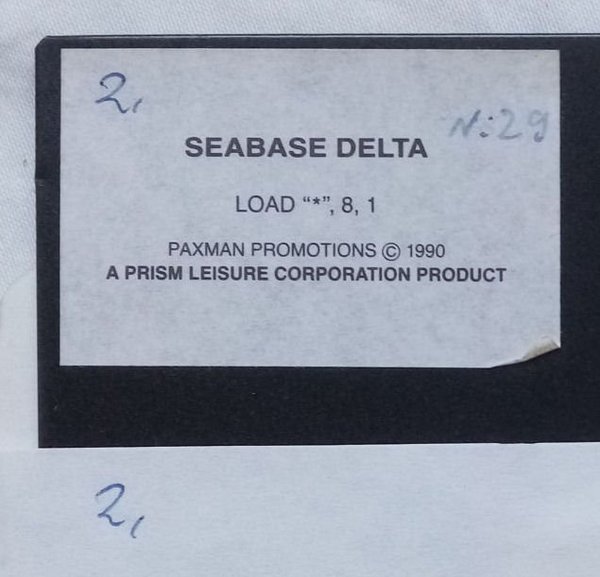 2,
N:29
SEABASE DELTA
LOAD “*”, 8, 1
PAXMAN PROMOTIONS © 1990
A PRISM LEISURE CORPORATION PRODUCT
2,